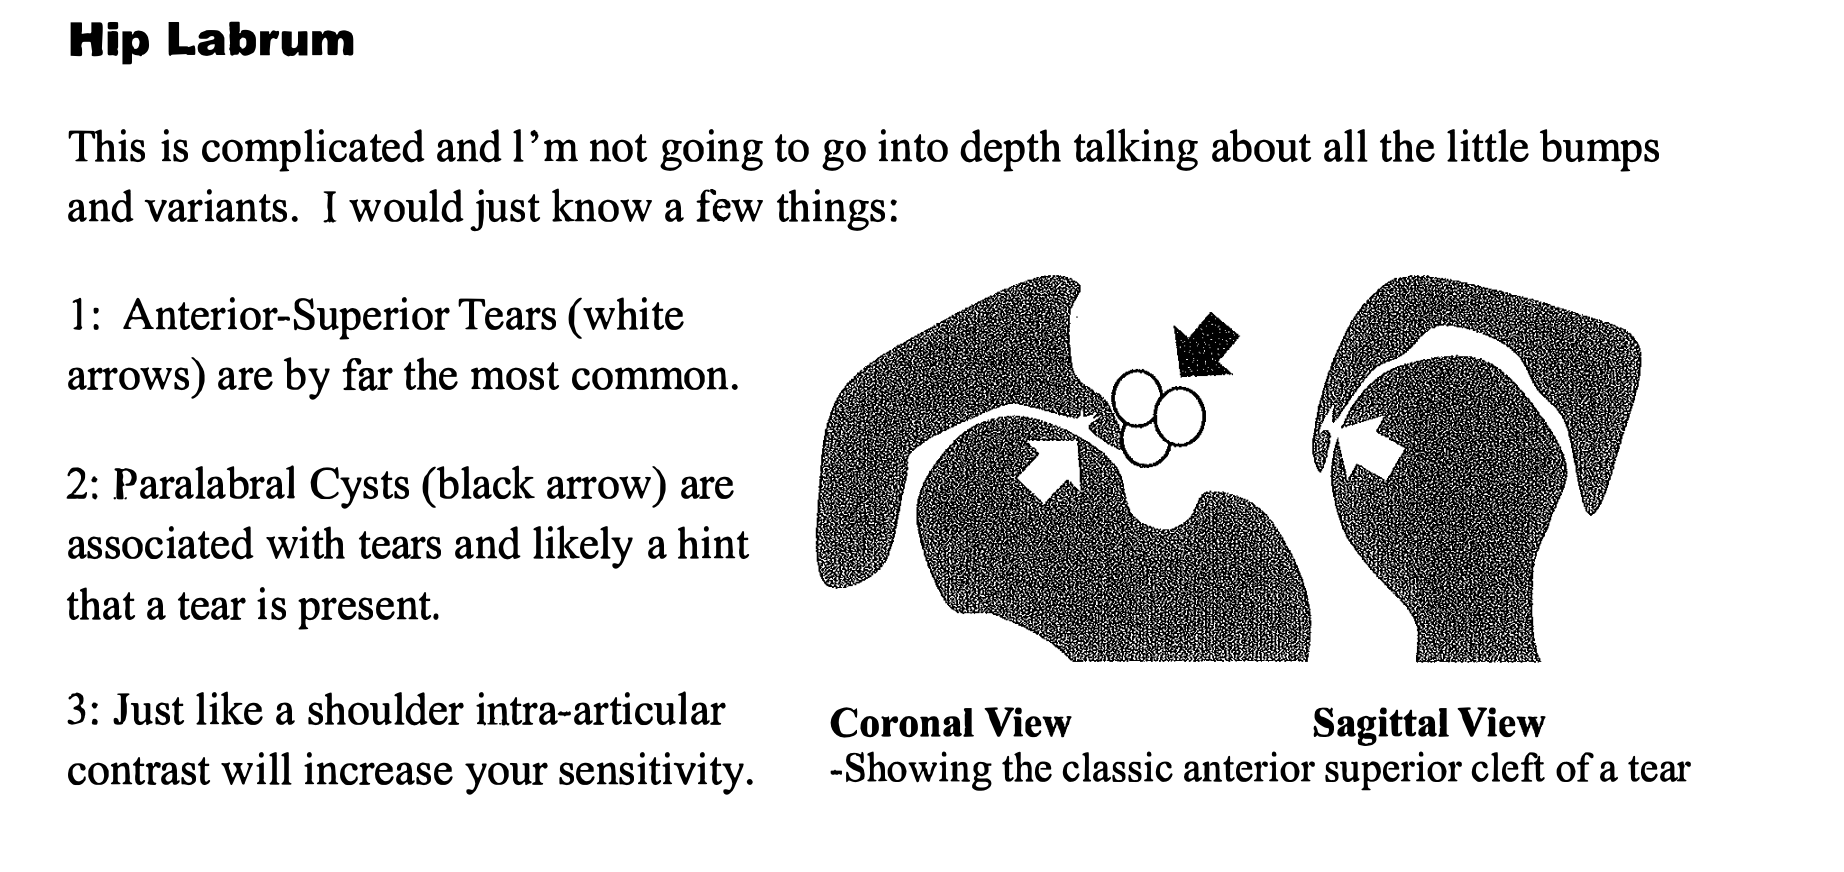 Hip Labrum
This is complicated and I'm not going to go into depth talking about all the little bumps
and variants. I would just know a few things:
1: Anterior-Superior Tears (white
arrows) are by far the most common.
2: Paralabral Cysts (black arrow) are
associated with tears and likely a hint
that a tear is present.
3: Just like a shoulder intra-articular
contrast will increase your sensitivity.
Coronal View
Sagittal View
-Showing the classic anterior superior cleft of a tear